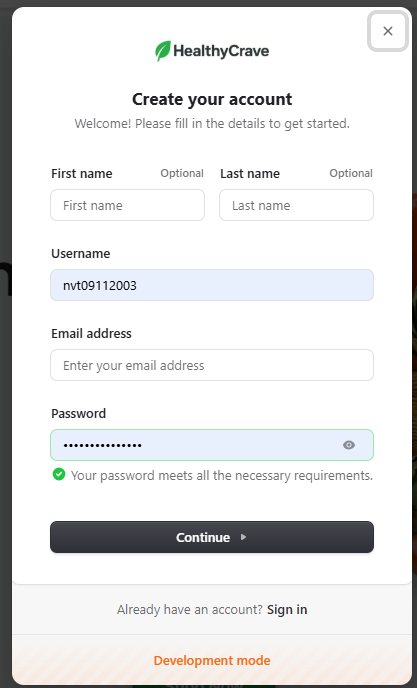 HealthyCrave
Create your account
Welcome! Please fill in the details to get started.
First name Optional Last name Optional
First name Last name
Username
nvt09112003
Email address
Enter your email address
Password
•••••••••••••••
Your password meets all the necessary requirements.
Continue
Already have an account? Sign in
Development mode